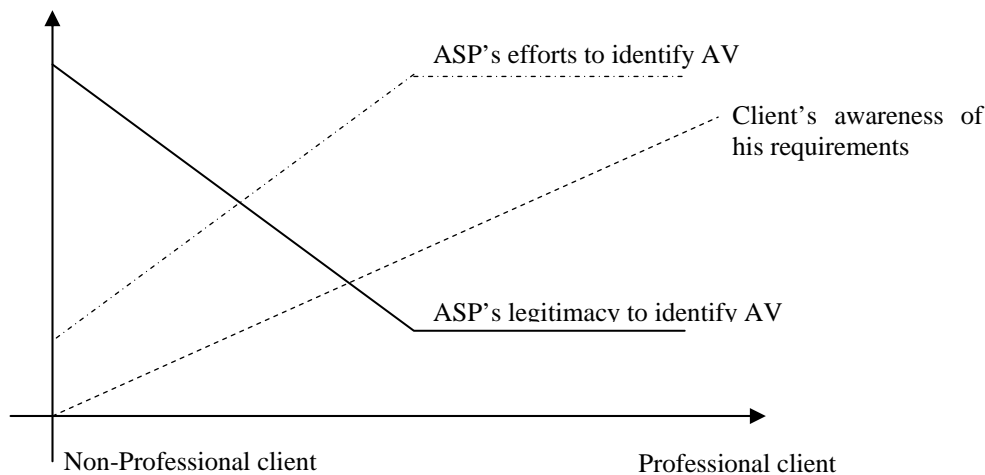 ASP's efforts to identify AV
Client's awareness of
his requirements
ASP's legitimacy to identify AV
Non-Professional client
Professional client